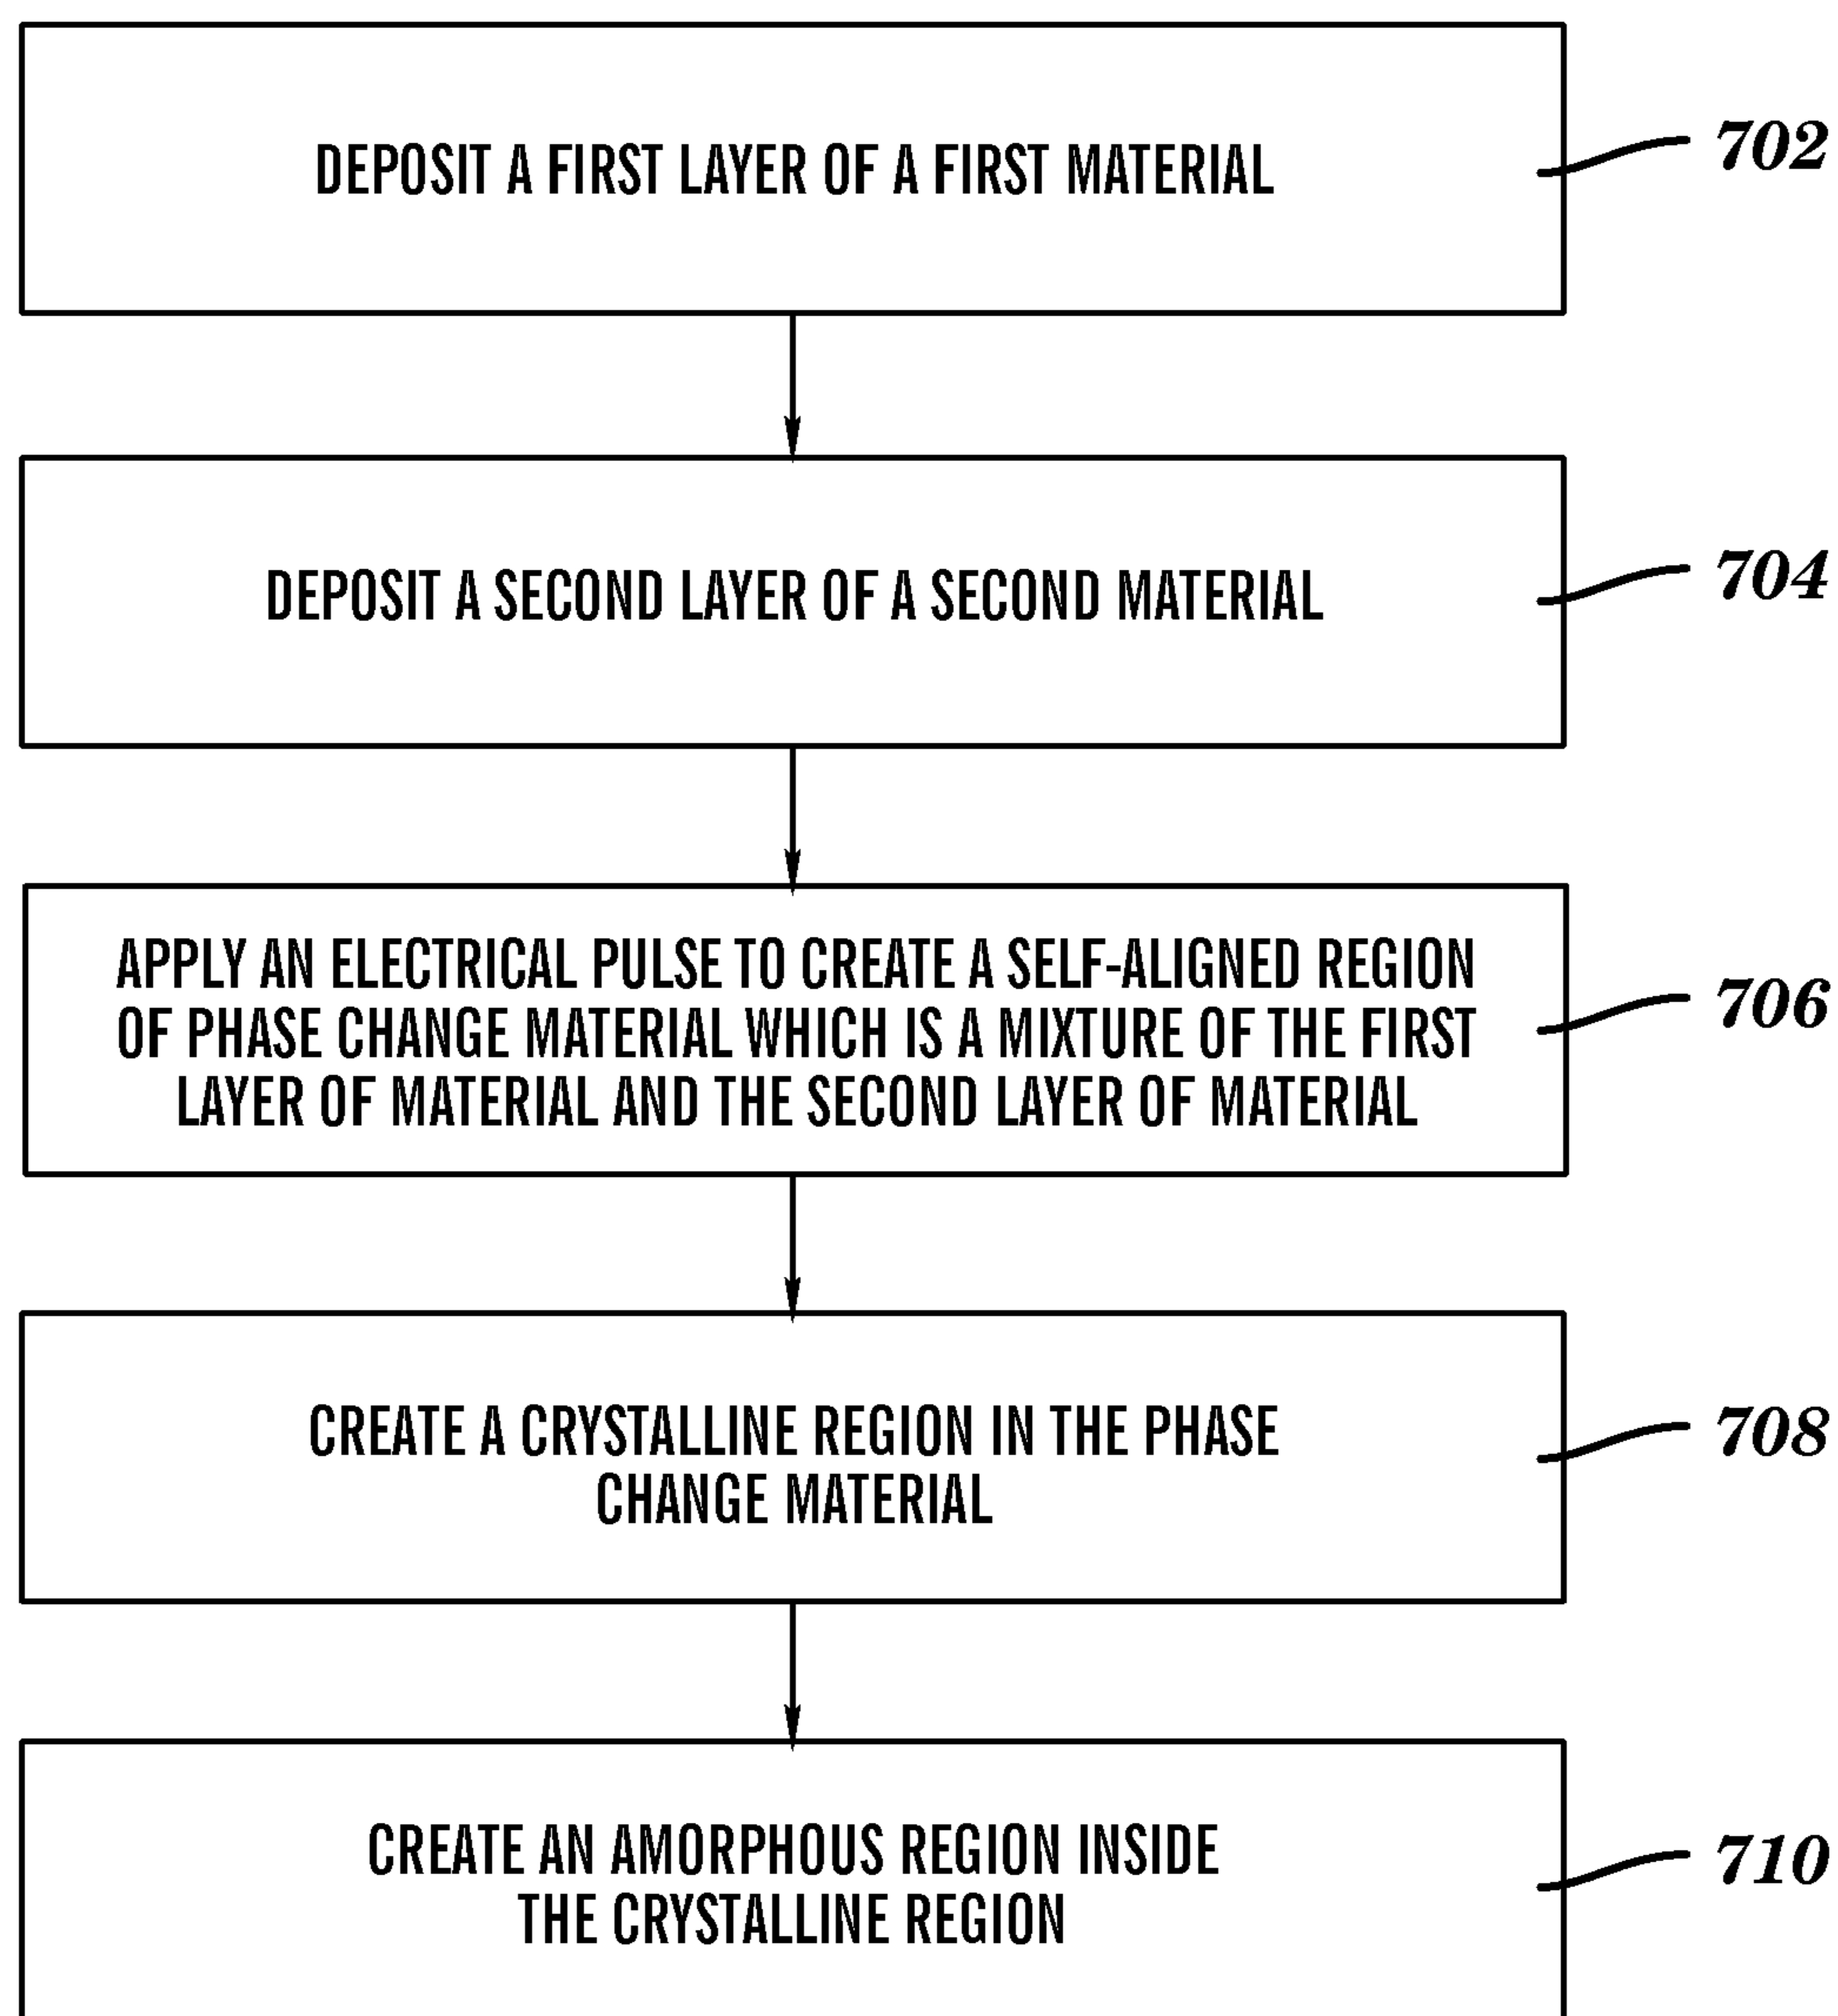 DEPOSIT A FIRST LAYER OF A FIRST MATERIAL
702
DEPOSIT A SECOND LAYER OF A SECOND MATERIAL
704
APPLY AN ELECTRICAL PULSE TO CREATE A SELF-ALIGNED REGION
OF PHASE CHANGE MATERIAL WHICH IS A MIXTURE OF THE FIRST
LAYER OF MATERIAL AND THE SECOND LAYER OF MATERIAL
706
CREATE A CRYSTALLINE REGION IN THE PHASE
CHANGE MATERIAL
708
CREATE AN AMORPHOUS REGION INSIDE
THE CRYSTALLINE REGION
710